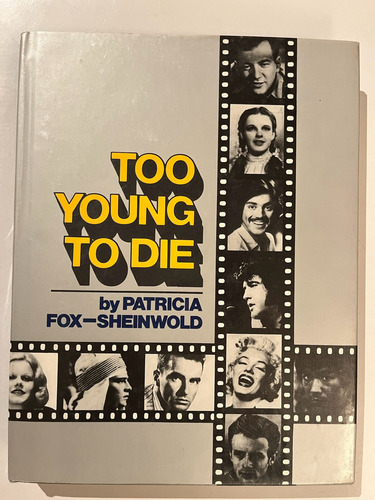 TOO
YOUNG
TO DIE
by PATRICIA
FOX—SHEINWOLD